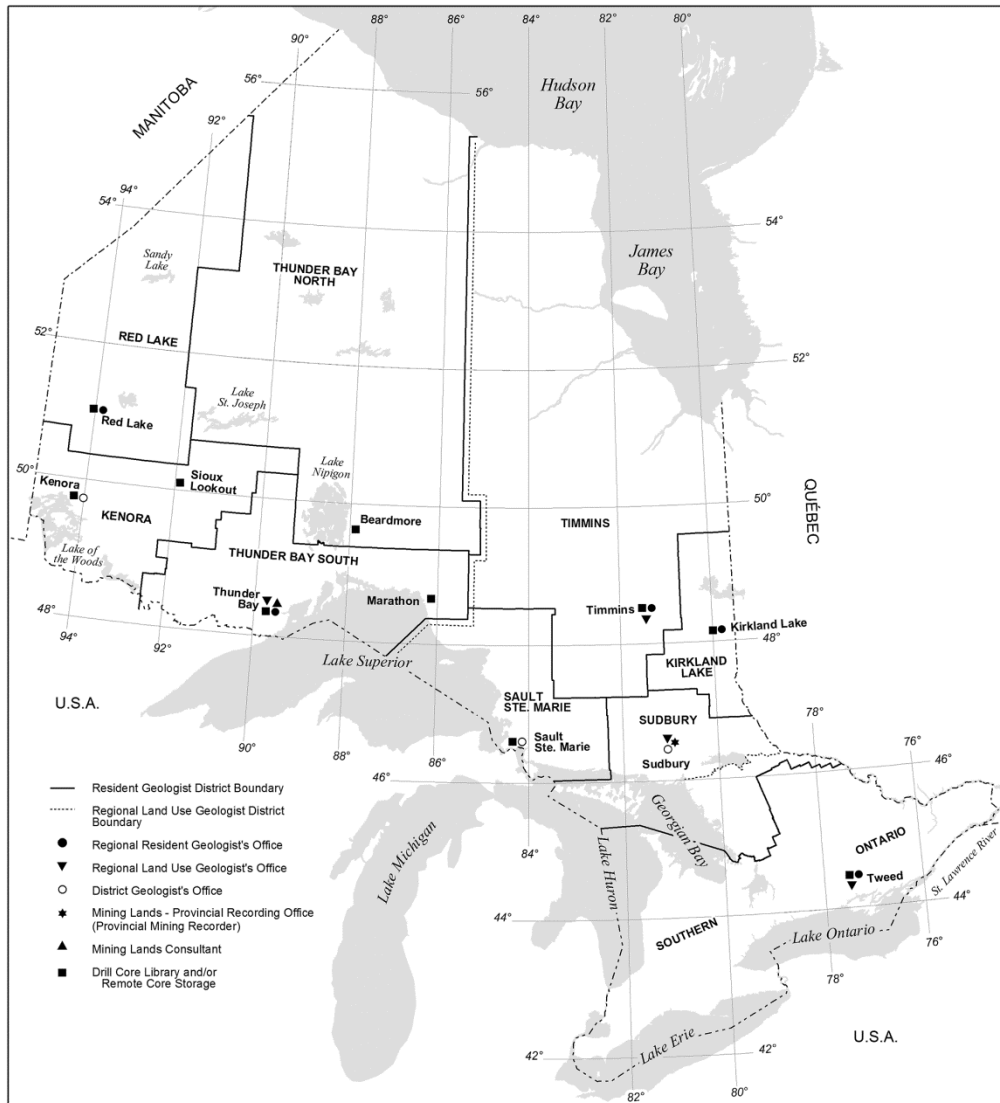 88°
86°
84°
82°
80°
90°
56°
56°
Hudson
Bay
MANITOBA
92°
94°
54°
54°
Sandy
Lake
THUNDER BAY
NORTH
James
Bay
52°
RED LAKE
52°
Lake
St. Joseph
Red Lake
50°
Kenora
Sioux
Lookout
Lake
Nipigon
50°
QUÉBEC
KENORA
Beardmore
TIMMINS
Lake of
the Woods
THUNDER BAY SOUTH
Thunder
Bay
Marathon
Timmins
Kirkland Lake
48°
94°
92°
48°
KIRKLAND
LAKE
Lake Superior
U.S.A.
SAULT
STE. MARIE
SUDBURY
78°
76°
90°
88°
86°
Sault
Ste. Marie
Sudbury
46°
46°
Resident Geologist District Boundary
Regional Land Use Geologist District
Boundary
Regional Resident Geologist's Office
Regional Land Use Geologist's Office
District Geologist's Office
Mining Lands - Provincial Recording Office
(Provincial Mining Recorder)
Mining Lands Consultant
Drill Core Library and/or
Remote Core Storage
Lake Michigan
84°
Lake Huron
Georgian Bay
ONTARIO
Tweed
St. Lawrence River
44°
44°
SOUTHERN
Lake Ontario
76°
78°
42°
Lake Erie
42°
U.S.A.
82°
80°